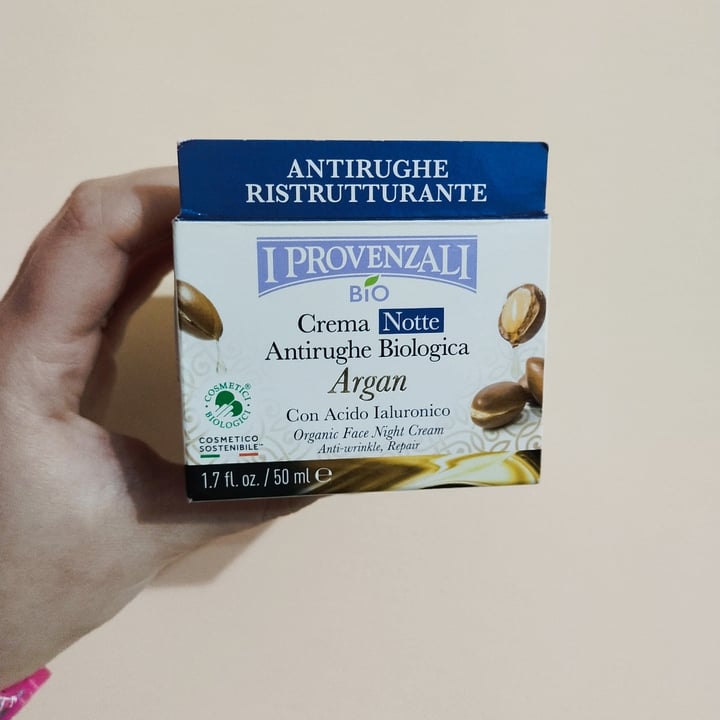 ANTIRUGHE
RISTRUTTURANTE
I PROVENZALI
BIO
Crema Notte
Antirughe Biologica
Argan
Con Acido Ialuronico
Organic Face Night Cream
Anti-wrinkle, Repair
COSMETICI®
BIOLOGICI
COSMETICO
SOSTENIBILE™
1.7 fl. oz. / 50 ml ℮